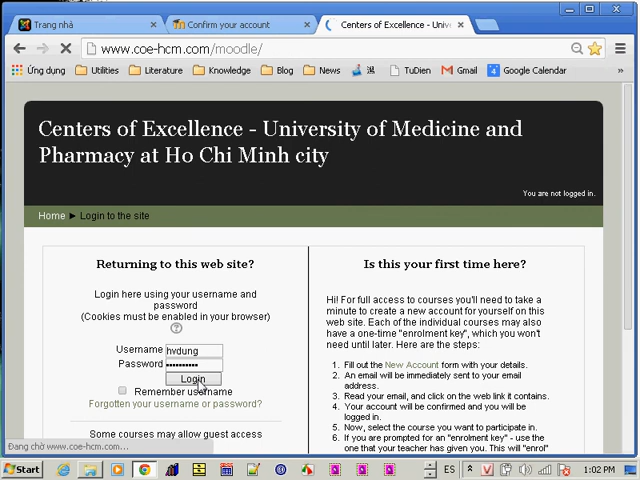 Trang nhà
Confirm your account
Centers of Excellence - Univ
www.coe-hcm.com/moodle/
Ứng dụng
Utilities
Literature
Knowledge
Blog
News
TuDien
Gmail
4
Google Calendar
»
Centers of Excellence - University of Medicine and
Pharmacy at Ho Chi Minh city
You are not logged in.
Home ► Login to the site
Returning to this web site?
Login here using your username and
password
(Cookies must be enabled in your browser)
?
Username hvdung
Password ••••••••••
Login
Remember username
Forgotten your username or password?
Some courses may allow guest access
Is this your first time here?
Hi! For full access to courses you'll need to take a
minute to create a new account for yourself on this
web site. Each of the individual courses may also
have a one-time "enrolment key", which you won't
need until later. Here are the steps:
1. Fill out the New Account form with your details.
2. An email will be immediately sent to your email
address.
3. Read your email, and click on the web link it contains.
4. Your account will be confirmed and you will be
logged in.
5. Now, select the course you want to participate in.
6. If you are prompted for an "enrolment key" - use
the one that your teacher has given you. This will "enrol"
Đang chờ www.coe-hcm.com...
Start
ES
1:02 PM